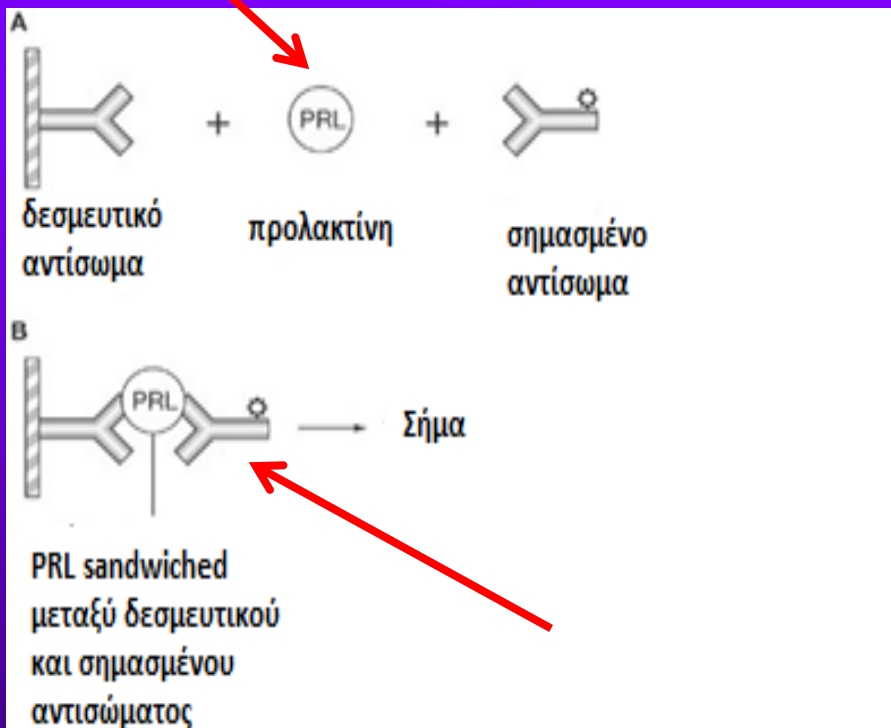 A
+ PRL +
δεσμευτικό
αντίσωμα
προλακτίνη
σημασμένο
αντίσωμα
B
PRL
Σήμα
PRL sandwiched
μεταξύ δεσμευτικού
και σημασμένου
αντισώματος